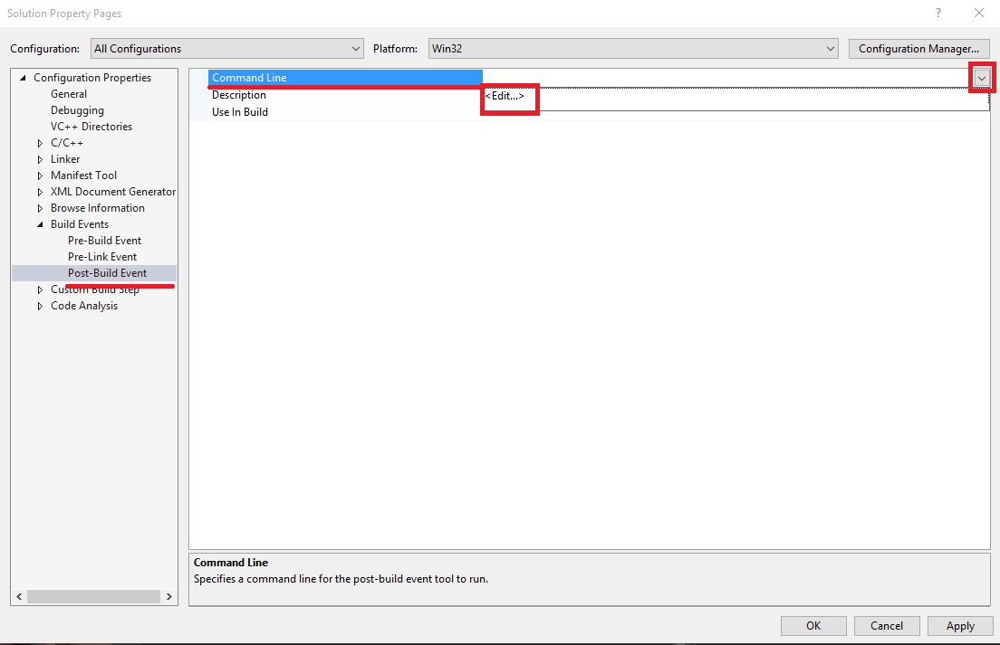 Solution Property Pages
?
Configuration: All Configurations Platform: Win32 Configuration Manager...
Configuration Properties
General
Debugging
VC++ Directories
C/C++
Linker
Manifest Tool
XML Document Generator
Browse Information
Build Events
Pre-Build Event
Pre-Link Event
Post-Build Event
Custom Build Step
Code Analysis
Command Line
Description
<Edit...>
Use In Build
Command Line
Specifies a command line for the post-build event tool to run.
OK Cancel Apply